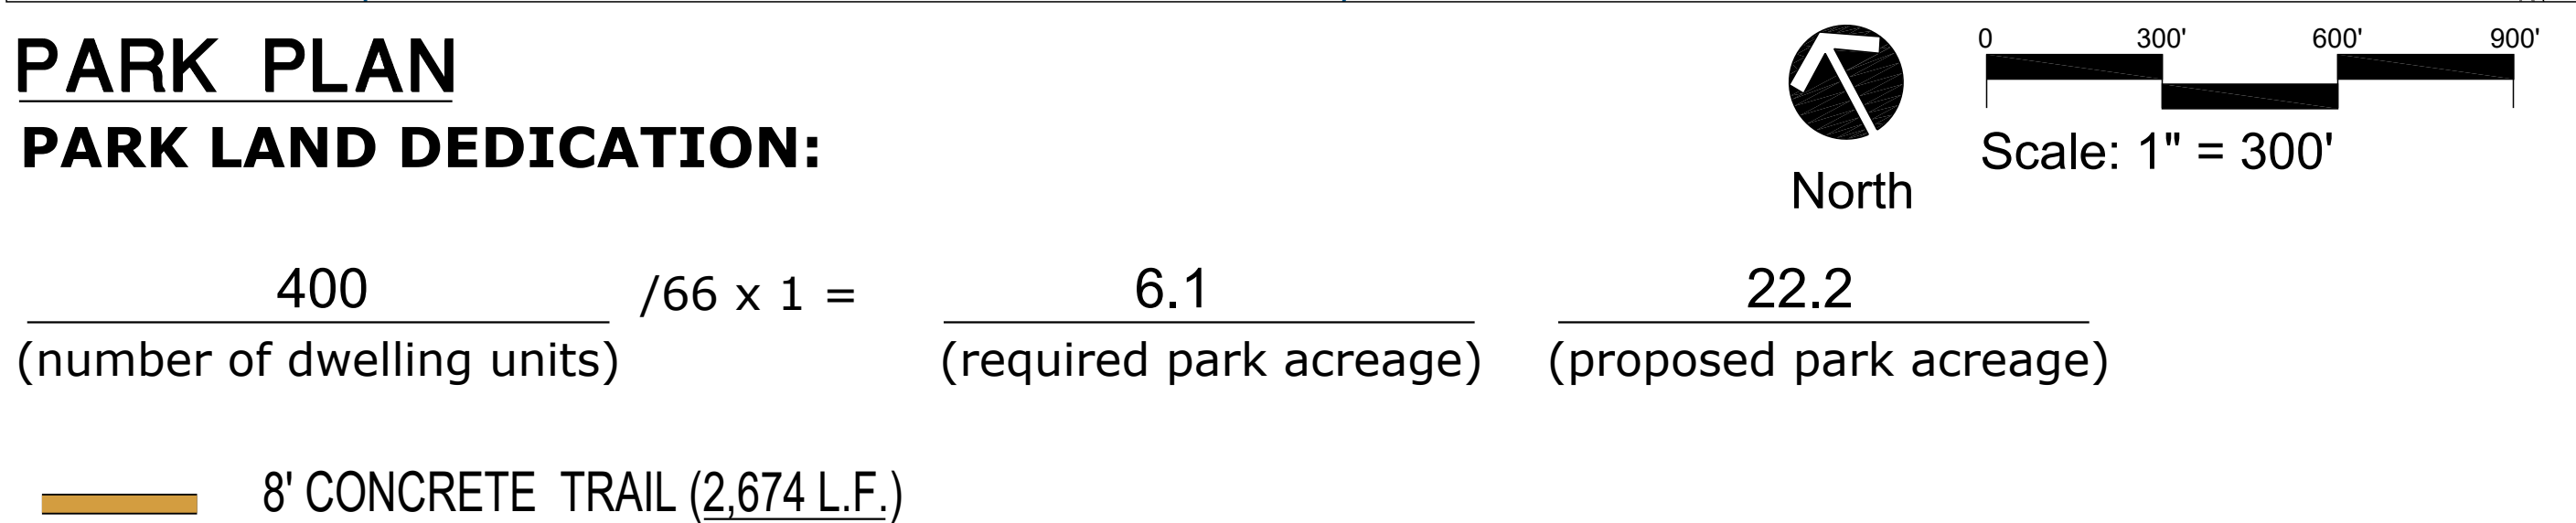 PARK PLAN
PARK LAND DEDICATION:
North
0 300' 600' 900'
Scale: 1" = 300'
400 /66 x 1 = 6.1 22.2
(number of dwelling units) (required park acreage) (proposed park acreage)
8' CONCRETE TRAIL (2,674 L.F.)